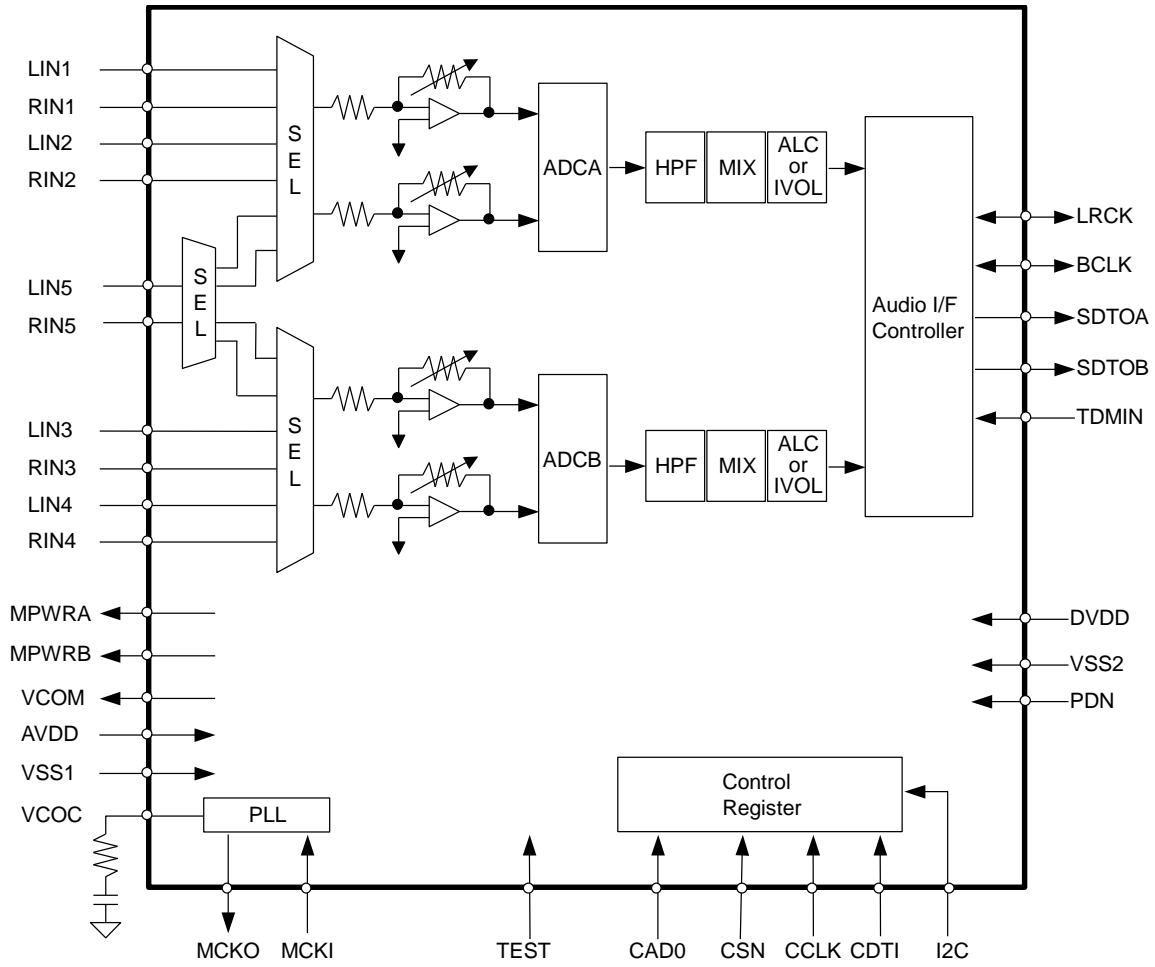 LIN1
RIN1
LIN2
RIN2
LIN5
RIN5
LIN3
RIN3
LIN4
RIN4
MPWRA
MPWRB
VCOM
AVDD
VSS1
VCOC
S
E
L
S
E
L
S
E
L
ADCA
HPF
MIX
ALC
or
IVOL
ADCB
HPF
MIX
ALC
or
IVOL
Audio I/F
Controller
LRCK
BCLK
SDTOA
SDTOB
TDMIN
DVDD
VSS2
PDN
PLL
Control
Register
MCKO
MCKI
TEST
CAD0
CSN
CCLK
CDTI
I2C